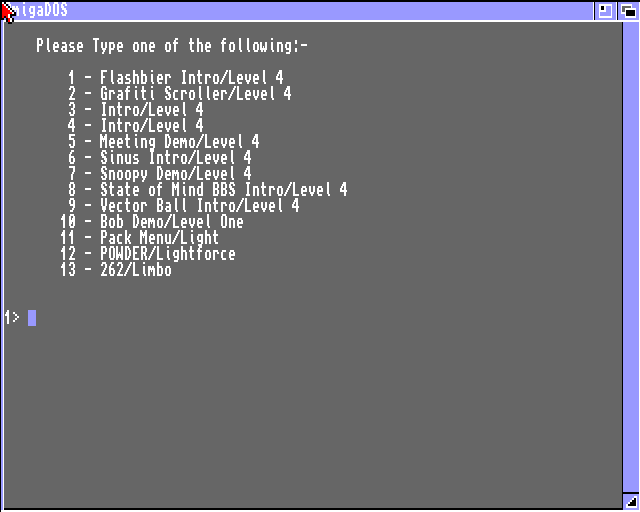 migaDOS
Please Type one of the following:-
1 - Flashbier Intro/Level 4
2 - Grafiti Scroller/Level 4
3 - Intro/Level 4
4 - Intro/Level 4
5 - Meeting Demo/Level 4
6 - Sinus Intro/Level 4
7 - Snoopy Demo/Level 4
8 - State of Mind BBS Intro/Level 4
9 - Vector Ball Intro/Level 4
10 - Bob Demo/Level One
11 - Pack Menu/Light
12 - POWDER/Lightforce
13 - 262/Limbo
1>